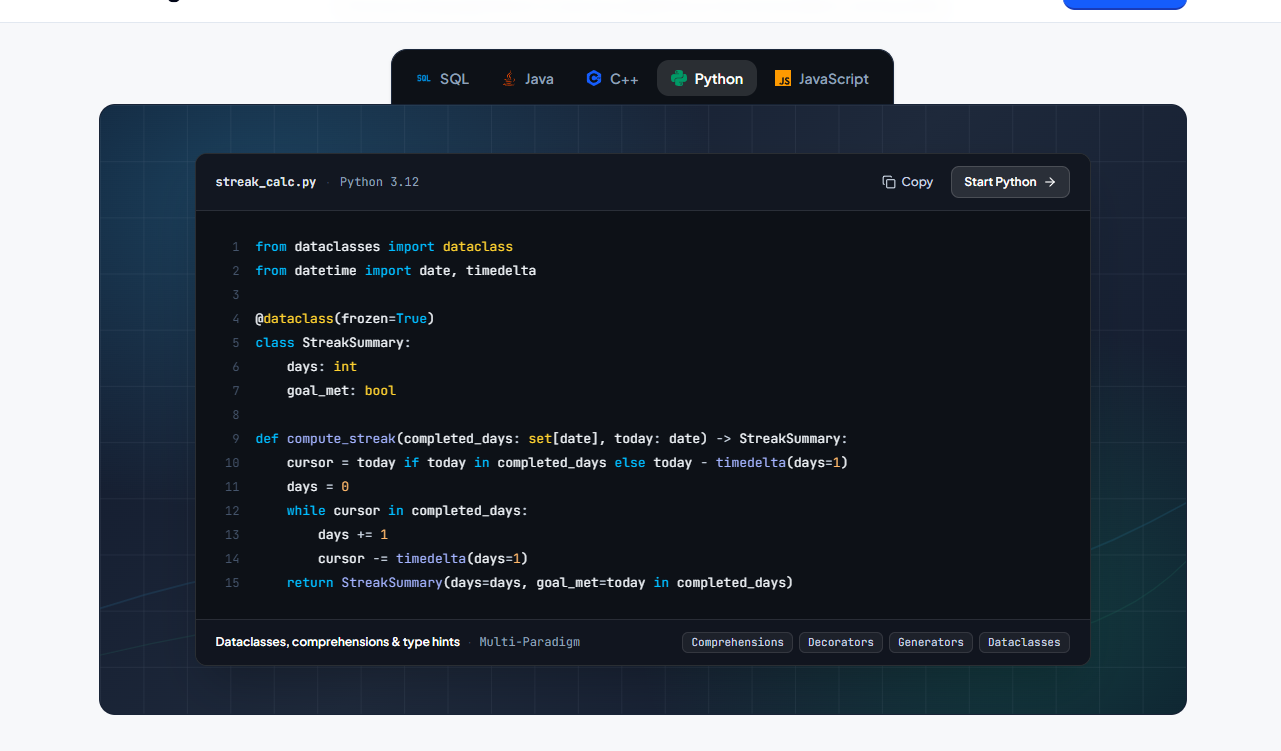 SQL SQL Java C++ Python JS JavaScript
streak_calc.py · Python 3.12 Copy Start Python →
1 from dataclasses import dataclass
2 from datetime import date, timedelta
3
4 @dataclass(frozen=True)
5 class StreakSummary:
6     days: int
7     goal_met: bool
8
9 def compute_streak(completed_days: set[date], today: date) -> StreakSummary:
10     cursor = today if today in completed_days else today - timedelta(days=1)
11     days = 0
12     while cursor in completed_days:
13         days += 1
14         cursor -= timedelta(days=1)
15     return StreakSummary(days=days, goal_met=today in completed_days)
Dataclasses, comprehensions & type hints · Multi-Paradigm Comprehensions Decorators Generators Dataclasses